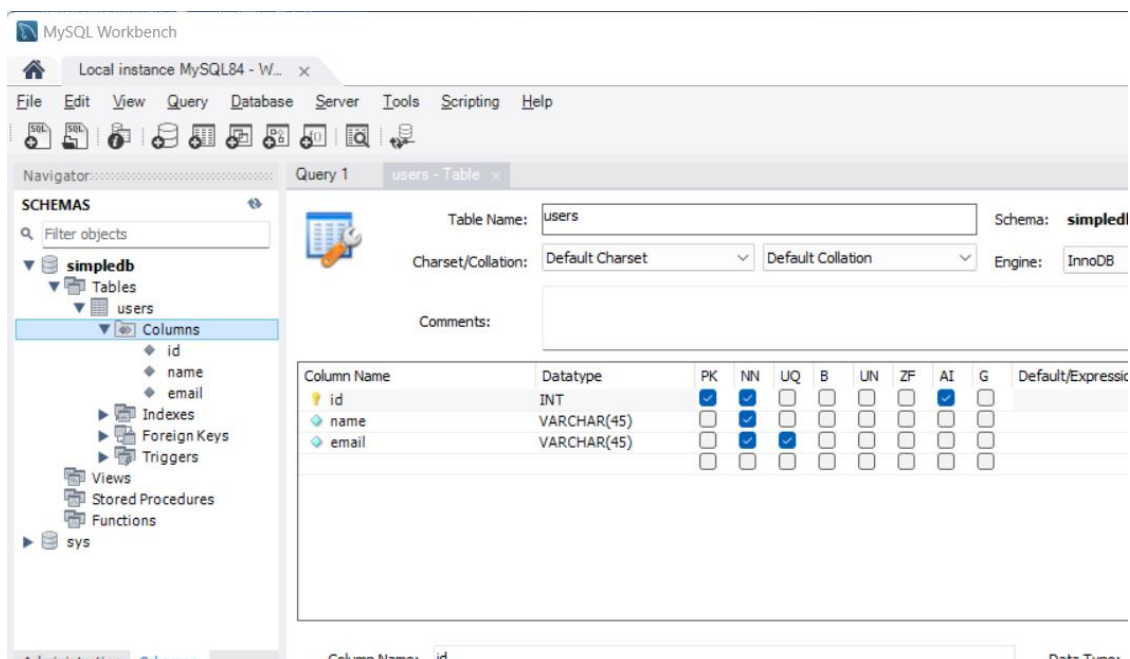 MySQL Workbench
Local instance MySQL84 - W...
File Edit View Query Database Server Tools Scripting Help
Navigator
SCHEMAS
Filter objects
simpledb
Tables
users
Columns
id
name
email
Indexes
Foreign Keys
Triggers
Views
Stored Procedures
Functions
sys
Query 1 users - Table
Table Name: users Schema: simpledb
Charset/Collation: Default Charset Default Collation Engine: InnoDB
Comments:
Column Name Datatype PK NN UQ B UN ZF AI G Default/Expressio
id INT
name VARCHAR(45)
email VARCHAR(45)
Column Name: id Data Type: